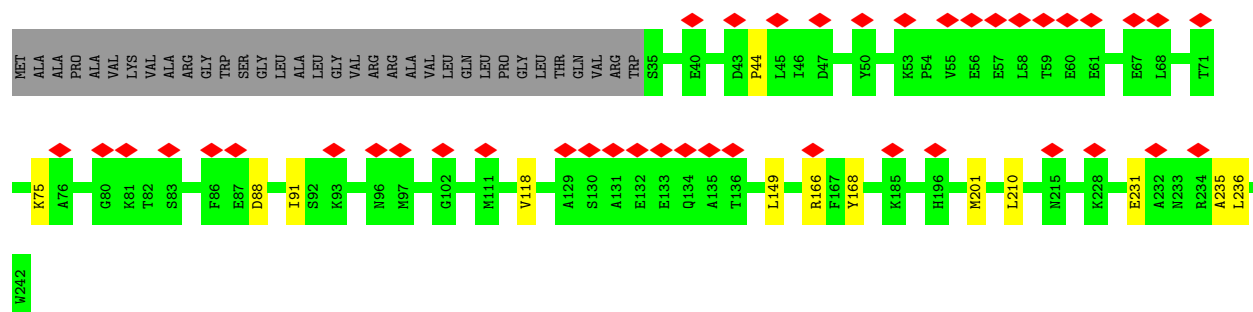 MET ALA ALA PRO ALA VAL LYS VAL ALA ARG GLY TRP SER GLY LEU ALA LEU GLY VAL ARG ARG ALA VAL LEU GLN LEU PRO GLY LEU THR GLN VAL ARG TRP S35 E40 D43 P44 L45 I46 D47 Y50 K53 P54 V55 E56 E57 L58 T59 E60 E61 E67 L68 T71
K75 A76 G80 K81 T82 S83 F86 E87 D88 I91 S92 K93 N96 M97 G102 M111 V118 A129 S130 A131 E132 E133 Q134 A135 T136 L149 R166 F167 Y168 K185 H196 M201 L210 N215 K228 E231 A232 N233 R234 A235 L236
W242